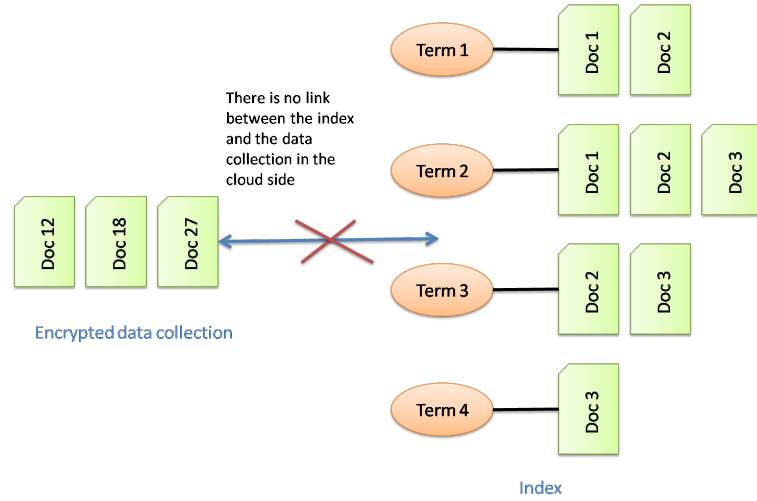 Term 1
Doc 1
Doc 2
There is no link
between the index
and the data
collection in the
cloud side
Term 2
Doc 1
Doc 2
Doc 3
Doc 12
Doc 18
Doc 27
Term 3
Doc 2
Doc 3
Encrypted data collection
Term 4
Doc 3
Index